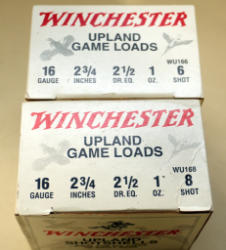 WINCHESTER
UPLAND
GAME LOADS
WU166
16 2 3/4 2 1/2 1 6
GAUGE INCHES DR. EQ. OZ. SHOT
WINCHESTER
UPLAND
GAME LOADS
WU168
16 2 3/4 2 1/2 1 8
GAUGE INCHES DR. EQ. OZ. SHOT
UPLAND